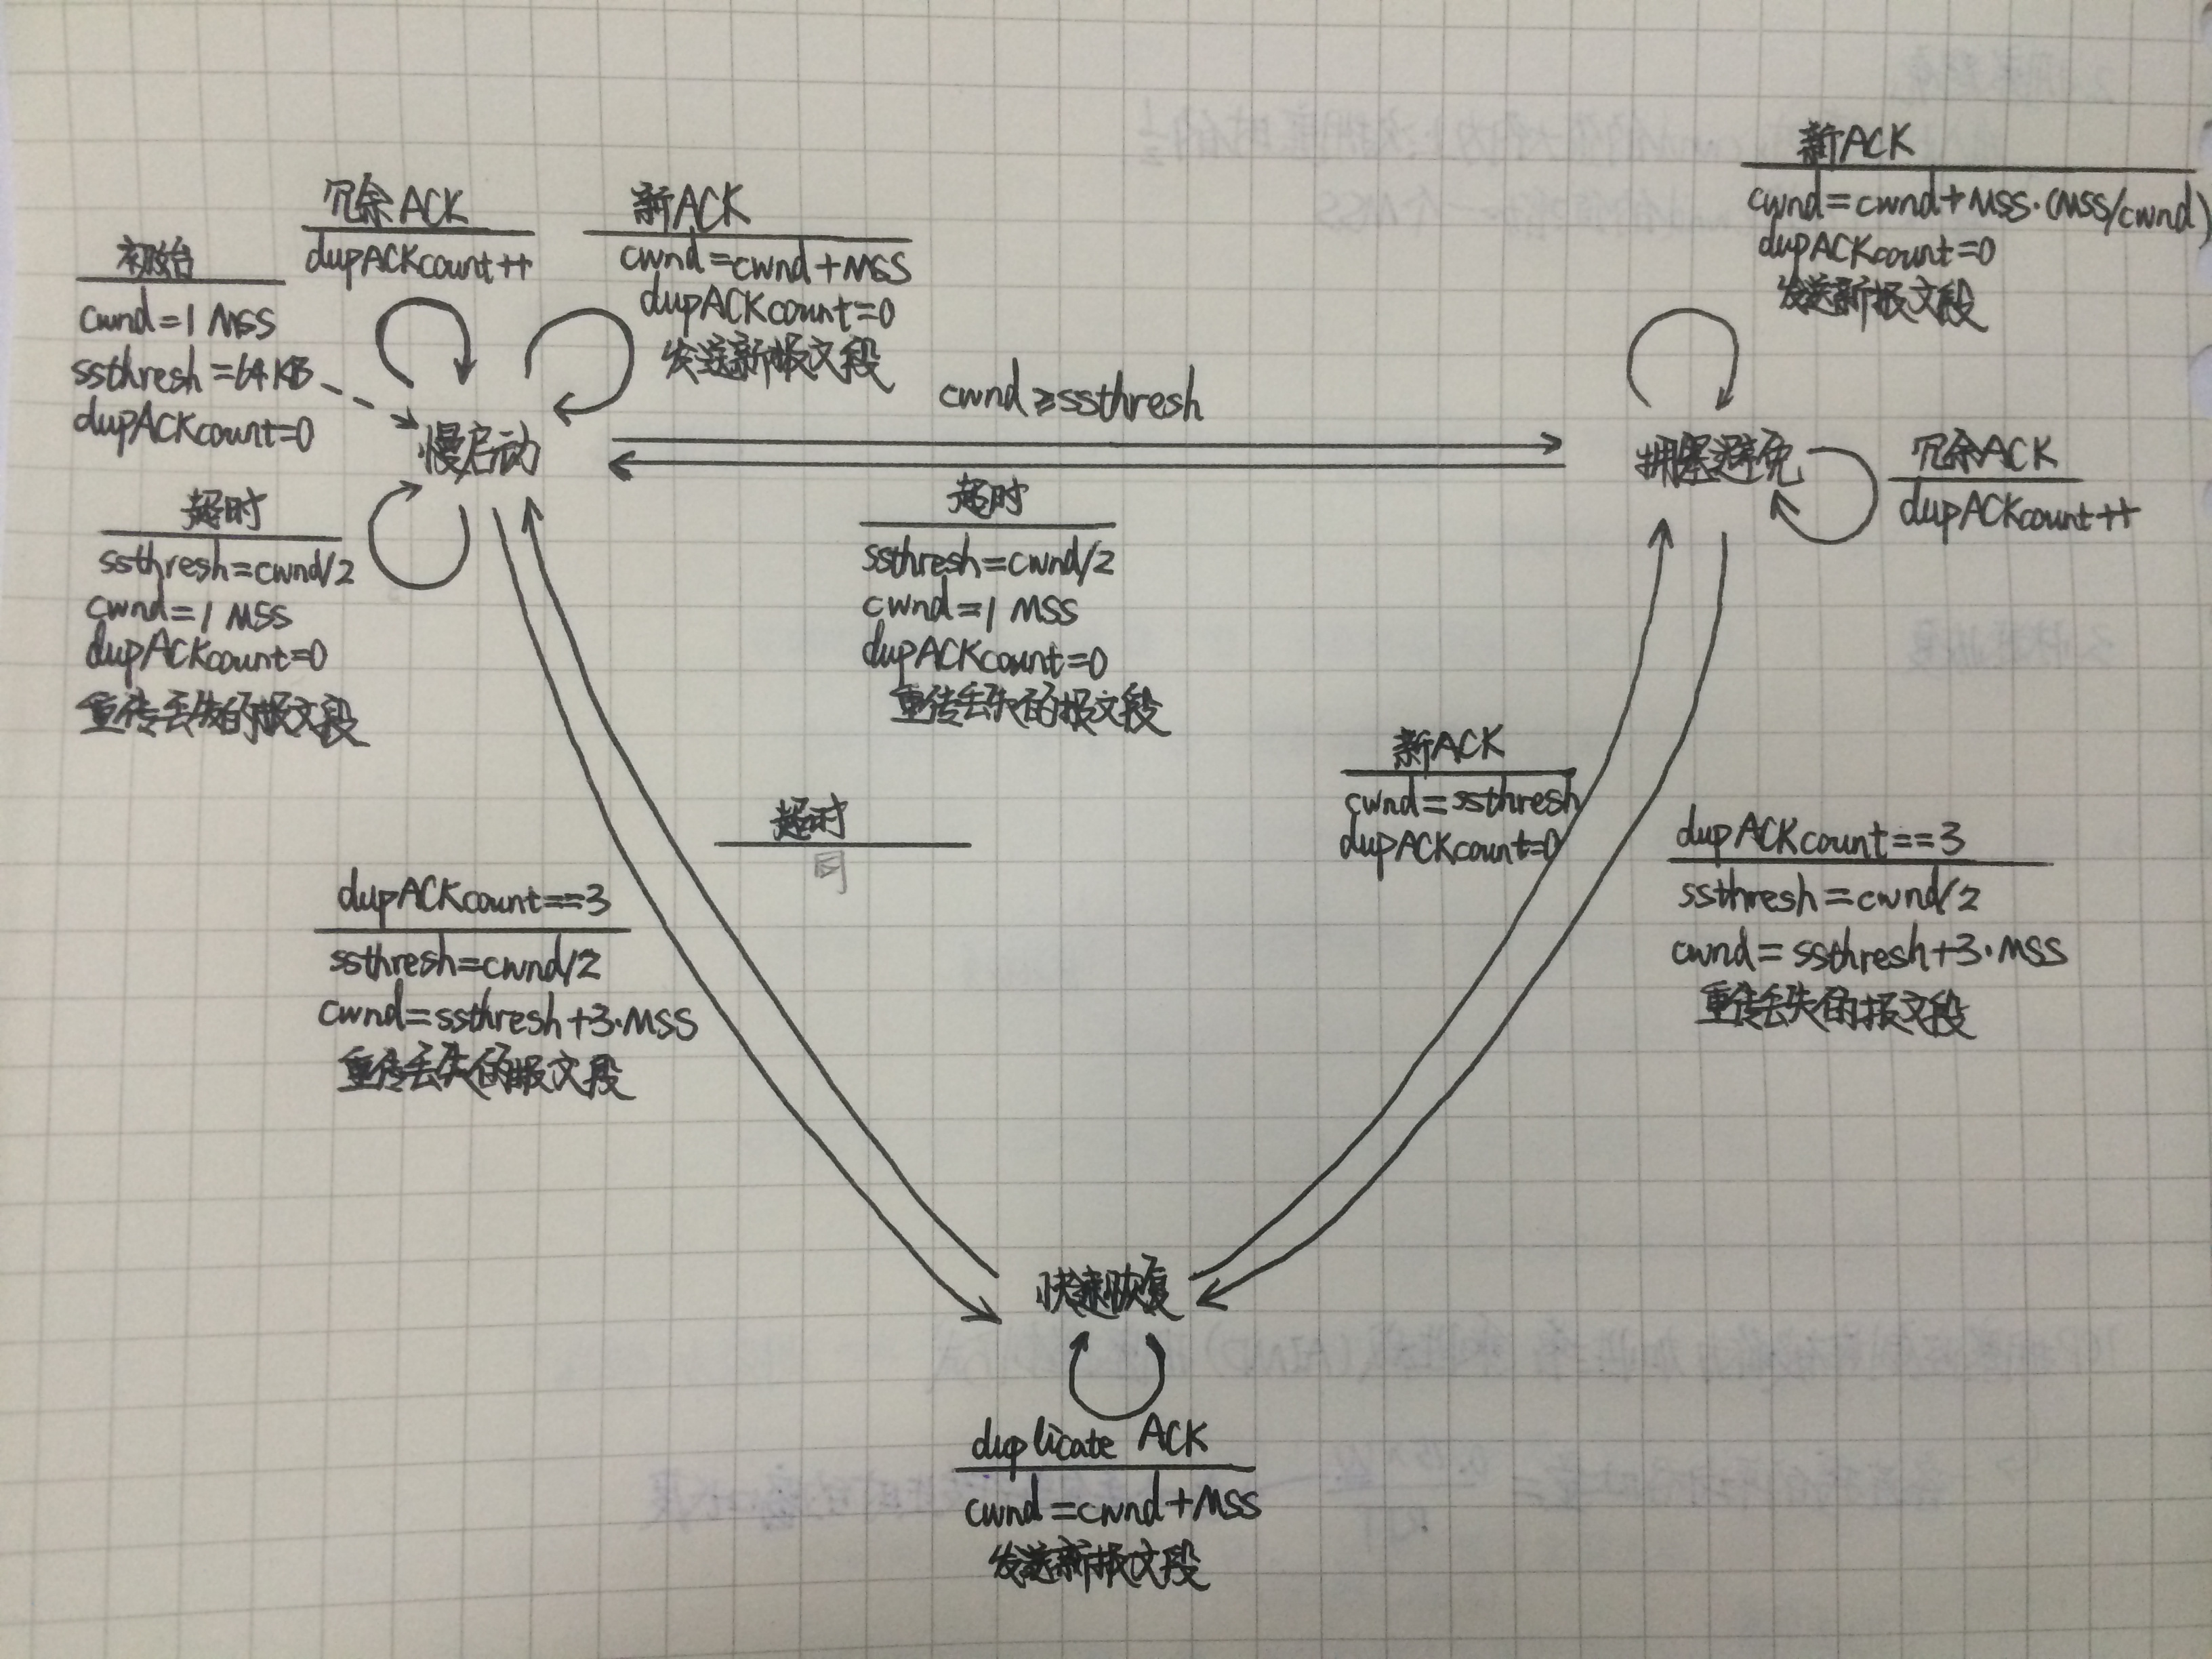 初始
cwnd=1 MSS
ssthresh=64KB
dupACKcount=0
冗余ACK
dupACKcount++
新ACK
cwnd=cwnd+MSS
dupACKcount=0
发送新报文段
慢启动
超时
ssthresh=cwnd/2
cwnd=1 MSS
dupACKcount=0
重传丢失的报文段
cwnd≥ssthresh
超时
ssthresh=cwnd/2
cwnd=1 MSS
dupACKcount=0
重传丢失的报文段
新ACK
cwnd=cwnd+MSS·(MSS/cwnd)
dupACKcount=0
发送新报文段
拥塞避免
冗余ACK
dupACKcount++
超时
同
dupACKcount==3
ssthresh=cwnd/2
cwnd=ssthresh+3·MSS
重传丢失的报文段
新ACK
cwnd=ssthresh
dupACKcount=0
dupACKcount==3
ssthresh=cwnd/2
cwnd=ssthresh+3·MSS
重传丢失的报文段
快速恢复
duplicate ACK
cwnd=cwnd+MSS
发送新报文段